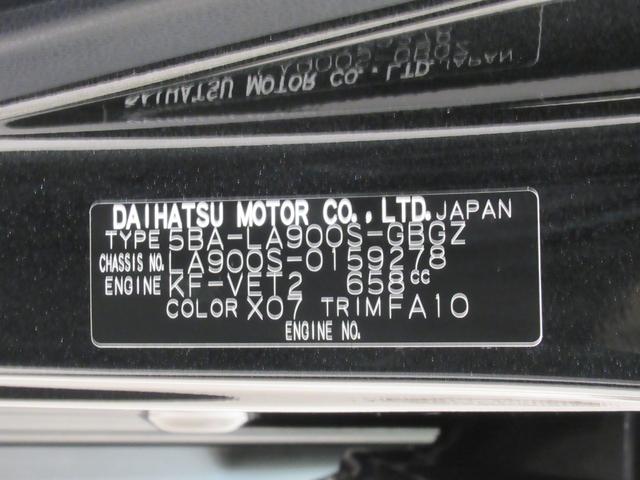 DAIHATSU MOTOR CO.,LTD. JAPAN
TYPE 5BA-LA900S-GBGZ
CHASSIS NO. LA900S-0159278
ENGINE KF-VET2 658cc
COLOR X07 TRIM FA10
ENGINE NO.